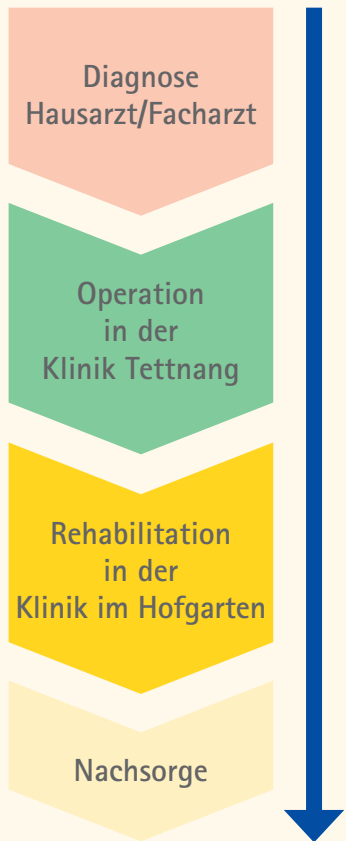 Diagnose
Hausarzt/Facharzt
Operation
in der
Klinik Tettnang
Rehabilitation
in der
Klinik im Hofgarten
Nachsorge